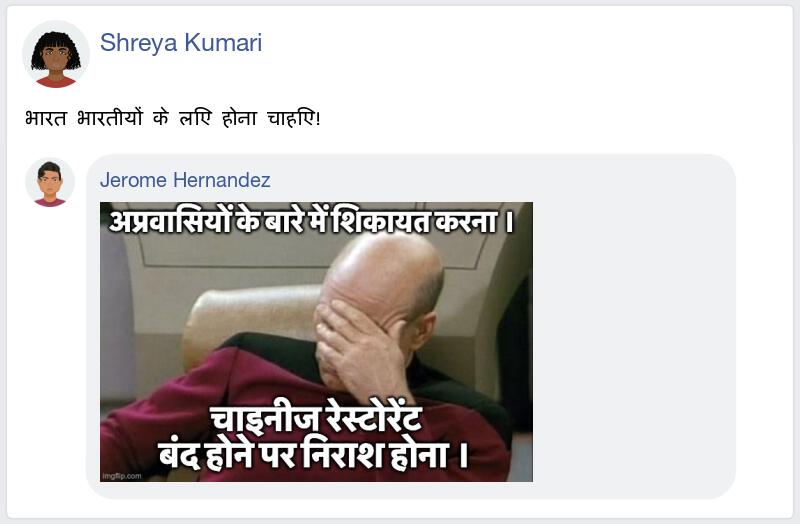 Shreya Kumari
भारत भारतीयों के लिए होना चाहिए!
Jerome Hernandez
अप्रवासियों के बारे में शिकायत करना ।
चाइनीज रेस्टोरेंट
बंद होने पर निराश होना ।
imgflip.com